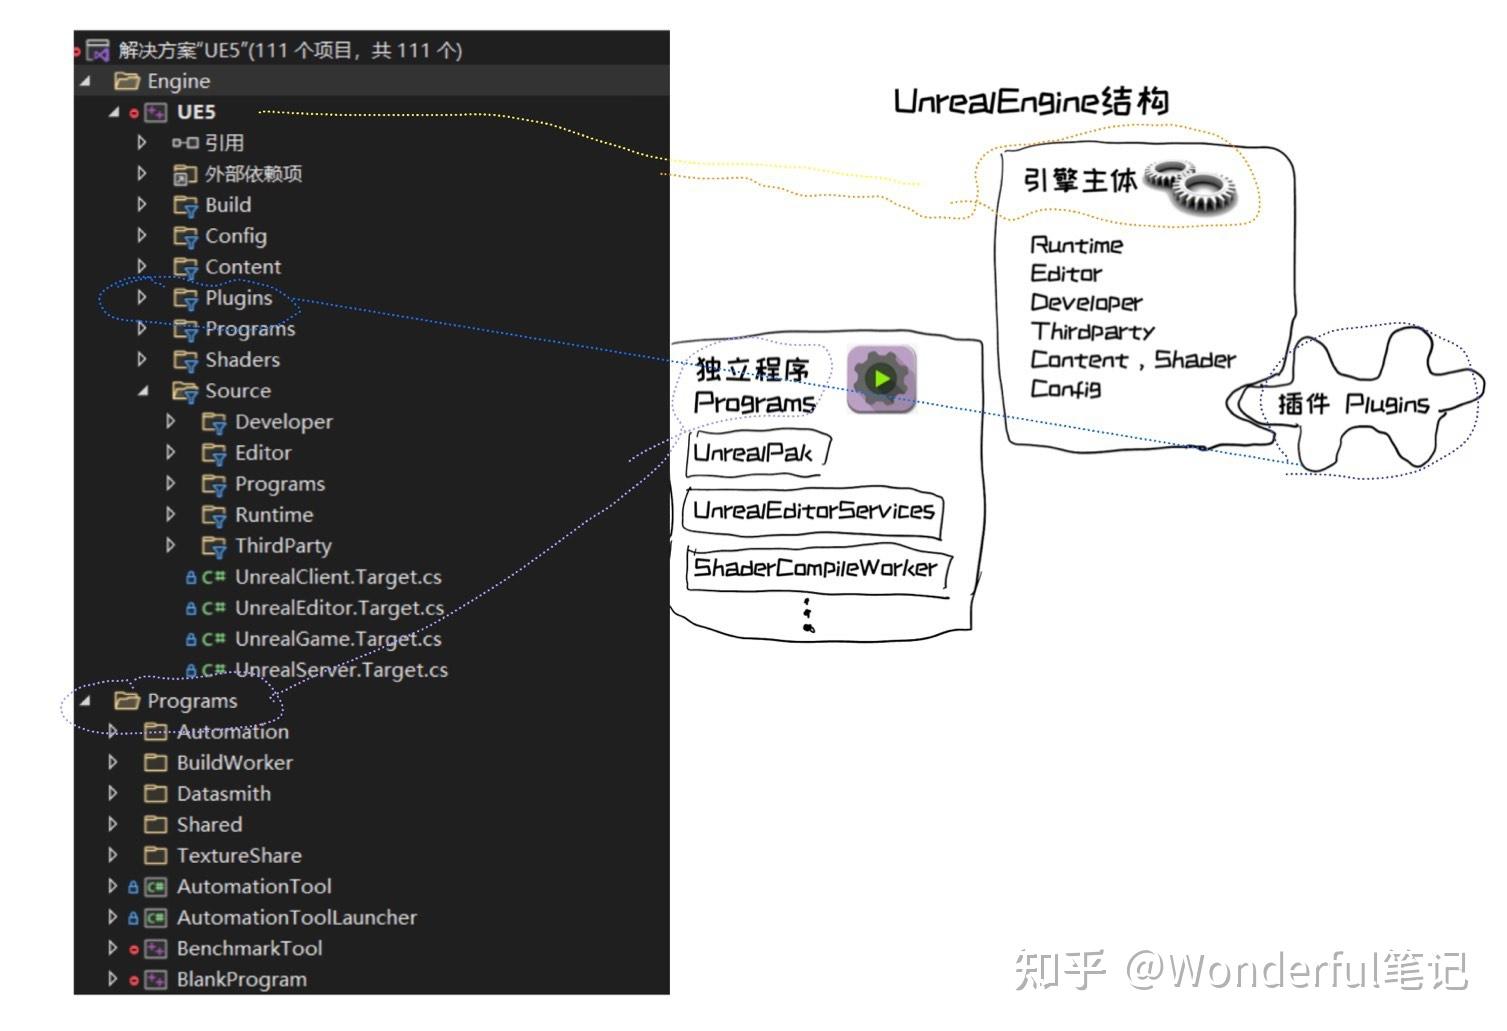 解决方案“UE5”(111 个项目，共 111 个)
Engine
UE5
引用
外部依赖项
Build
Config
Content
Plugins
Programs
Shaders
Source
Developer
Editor
Programs
Runtime
ThirdParty
C# UnrealClient.Target.cs
C# UnrealEditor.Target.cs
C# UnrealGame.Target.cs
C# UnrealServer.Target.cs
Programs
Automation
BuildWorker
Datasmith
Shared
TextureShare
C# AutomationTool
C# AutomationToolLauncher
BenchmarkTool
BlankProgram
UnrealEngine结构
引擎主体
Runtime
Editor
Developer
Thirdparty
Content , Shader
Config
插件 Plugins
独立程序
Programs
UnrealPak
UnrealEditorServices
ShaderCompileWorker
知乎 @Wonderful笔记